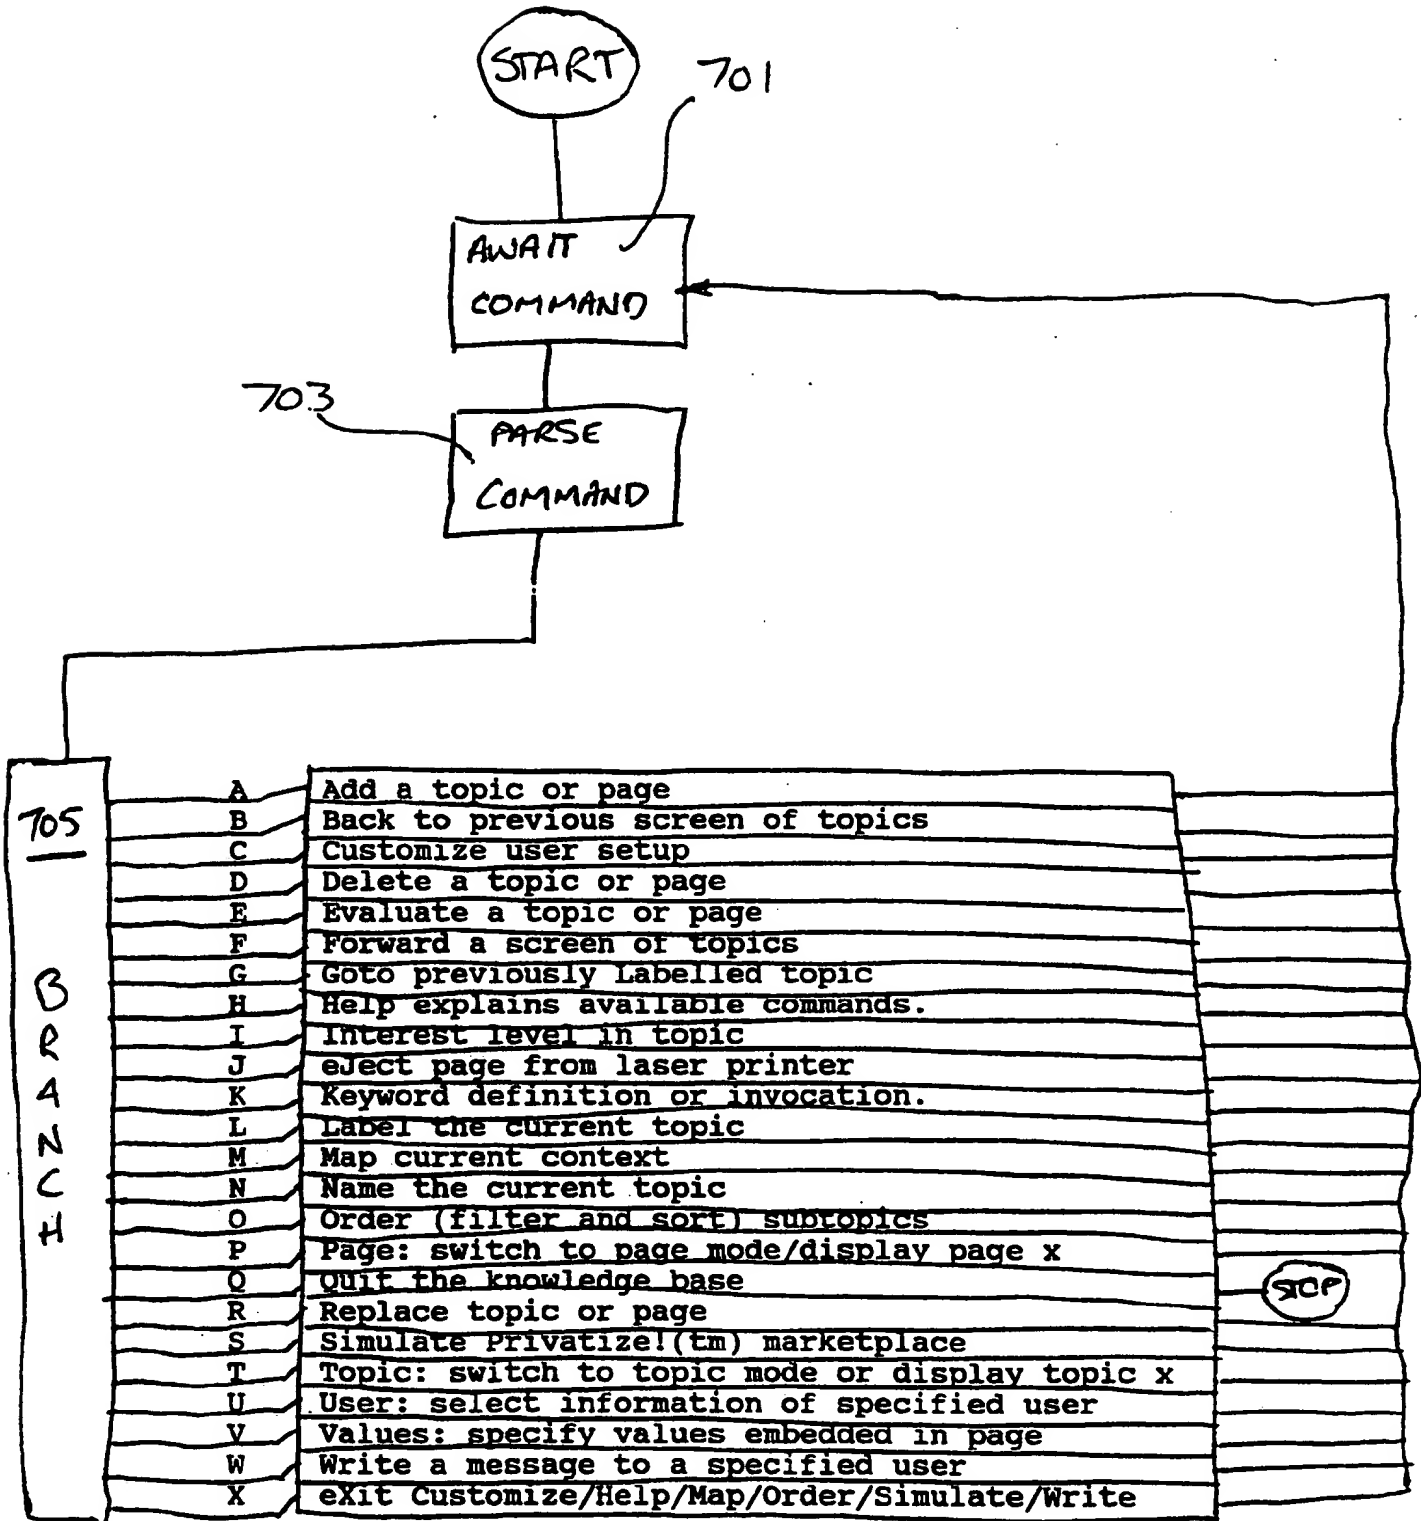 START
701
AWAIT
COMMAND
703
PARSE
COMMAND
705
BRANCH
A Add a topic or page
B Back to previous screen of topics
C Customize user setup
D Delete a topic or page
E Evaluate a topic or page
F Forward a screen of topics
G Goto previously Labelled topic
H Help explains available commands.
I Interest level in topic
J eJect page from laser printer
K Keyword definition or invocation.
L Label the current topic
M Map current context
N Name the current topic
O Order (filter and sort) subtopics
P Page: switch to page mode/display page x
Q Quit the knowledge base
STOP
R Replace topic or page
S Simulate Privatize!(tm) marketplace
T Topic: switch to topic mode or display topic x
U User: select information of specified user
V Values: specify values embedded in page
W Write a message to a specified user
X eXit Customize/Help/Map/Order/Simulate/Write